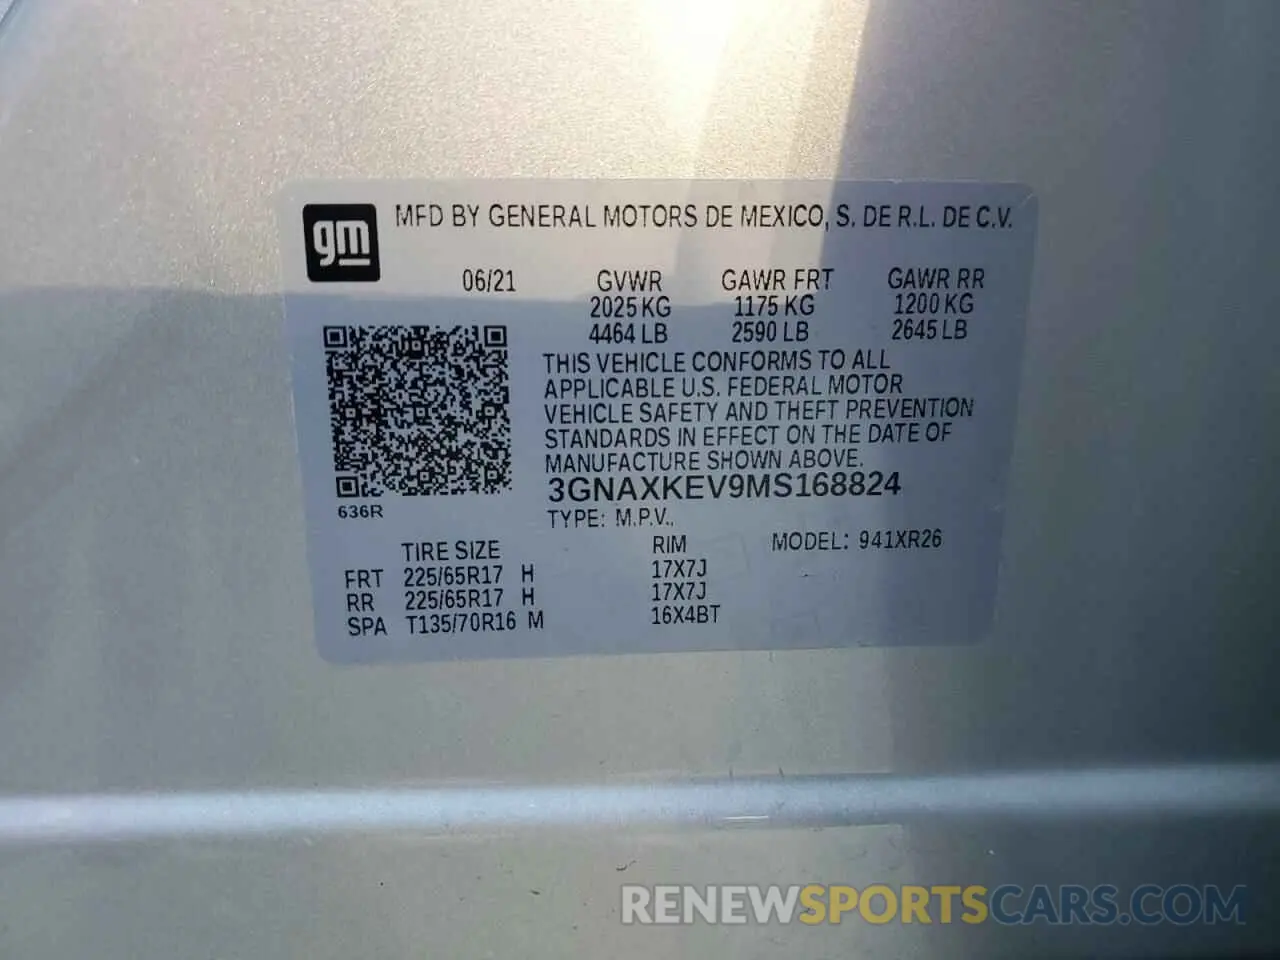 gm
MFD BY GENERAL MOTORS DE MEXICO, S. DE R.L. DE C.V.
06/21 GVWR GAWR FRT GAWR RR
2025 KG 1175 KG 1200 KG
4464 LB 2590 LB 2645 LB
THIS VEHICLE CONFORMS TO ALL
APPLICABLE U.S. FEDERAL MOTOR
VEHICLE SAFETY AND THEFT PREVENTION
STANDARDS IN EFFECT ON THE DATE OF
MANUFACTURE SHOWN ABOVE.
3GNAXKEV9MS168824
636R
TYPE: M.P.V.,
TIRE SIZE RIM MODEL: 941XR26
FRT 225/65R17 H 17X7J
RR 225/65R17 H 17X7J
SPA T135/70R16 M 16X4BT
RENEWSPORTSCARS.COM